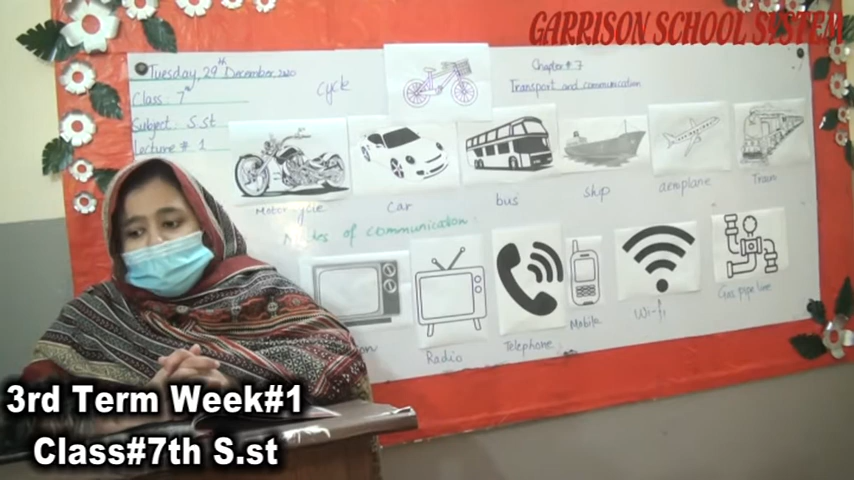 GARRISON SCHOOL SYSTEM
Tuesday, 29th December, 2020
Class: 7th
Subject: S.st
Lecture # 1
Chapter # 7
Transport and communication
cycle
Motorcycle
Car
bus
ship
aeroplane
Train
of communication:
Radio
Telephone
Mobile
Wi-fi
Gas pipe line
3rd Term Week#1
Class#7th S.st